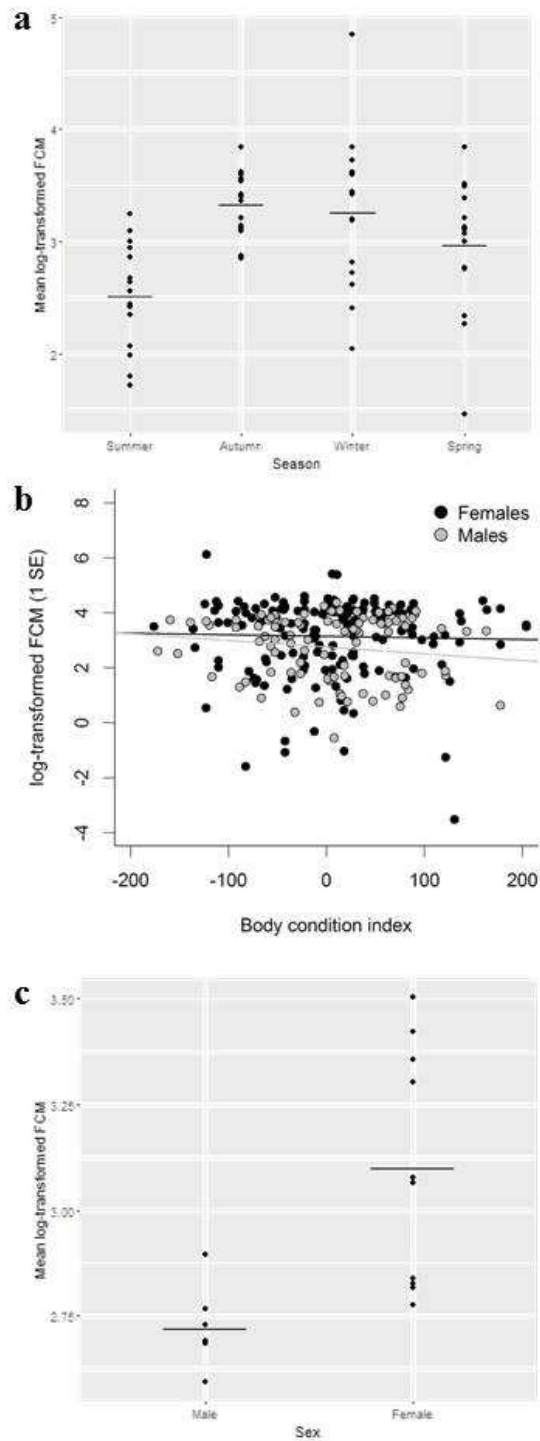 a
Mean log-transformed FCM
5
4
3
2
Summer Autumn Winter Spring
Season
b
log-transformed FCM (1 SE)
8
6
4
2
0
-2
-4
Females
Males
-200 -100 0 100 200
Body condition index
c
Mean log-transformed FCM
3.50
3.25
3.00
2.75
Male Female
Sex